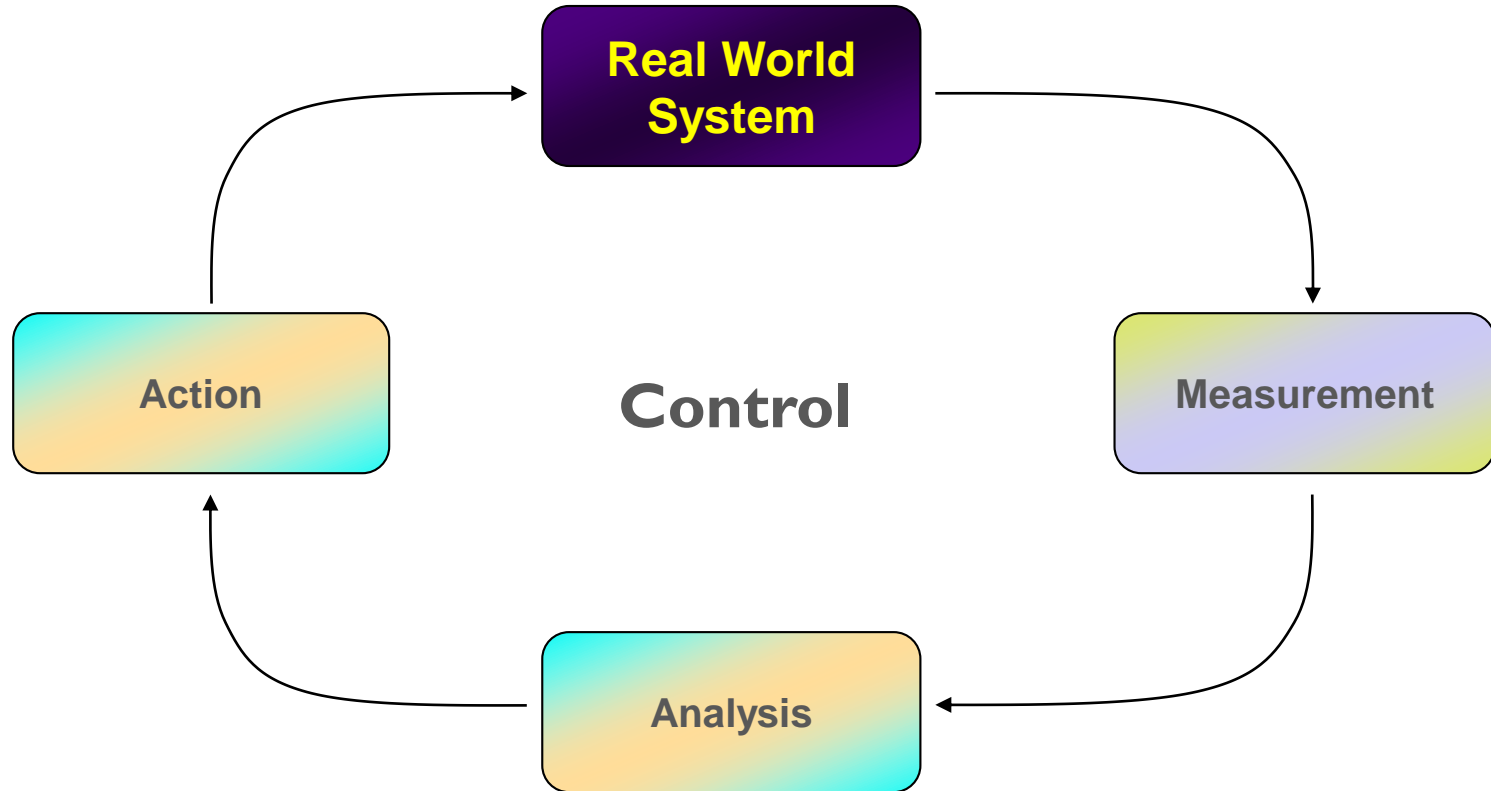 Real World
System
Action
Control
Measurement
Analysis